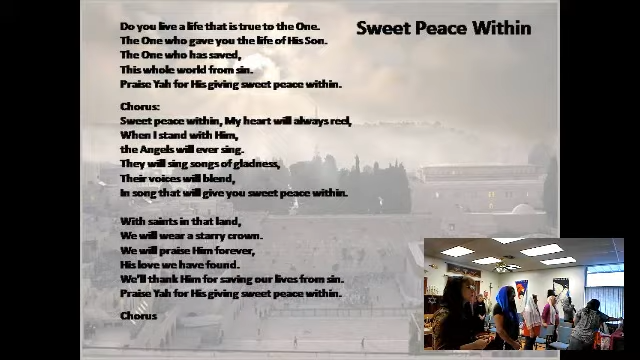 Sweet Peace Within
Do you live a life that is true to the One.
The One who gave you the life of His Son.
The One who has saved,
This whole world from sin.
Praise Yah for His giving sweet peace within.
Chorus:
Sweet peace within, My heart will always reel,
When I stand with Him,
the Angels will ever sing.
They will sing songs of gladness,
Their voices will blend,
In song that will give you sweet peace within.
With saints in that land,
We will wear a starry crown.
We will praise Him forever,
His love we have found.
We'll thank Him for saving our lives from sin.
Praise Yah for His giving sweet peace within.
Chorus